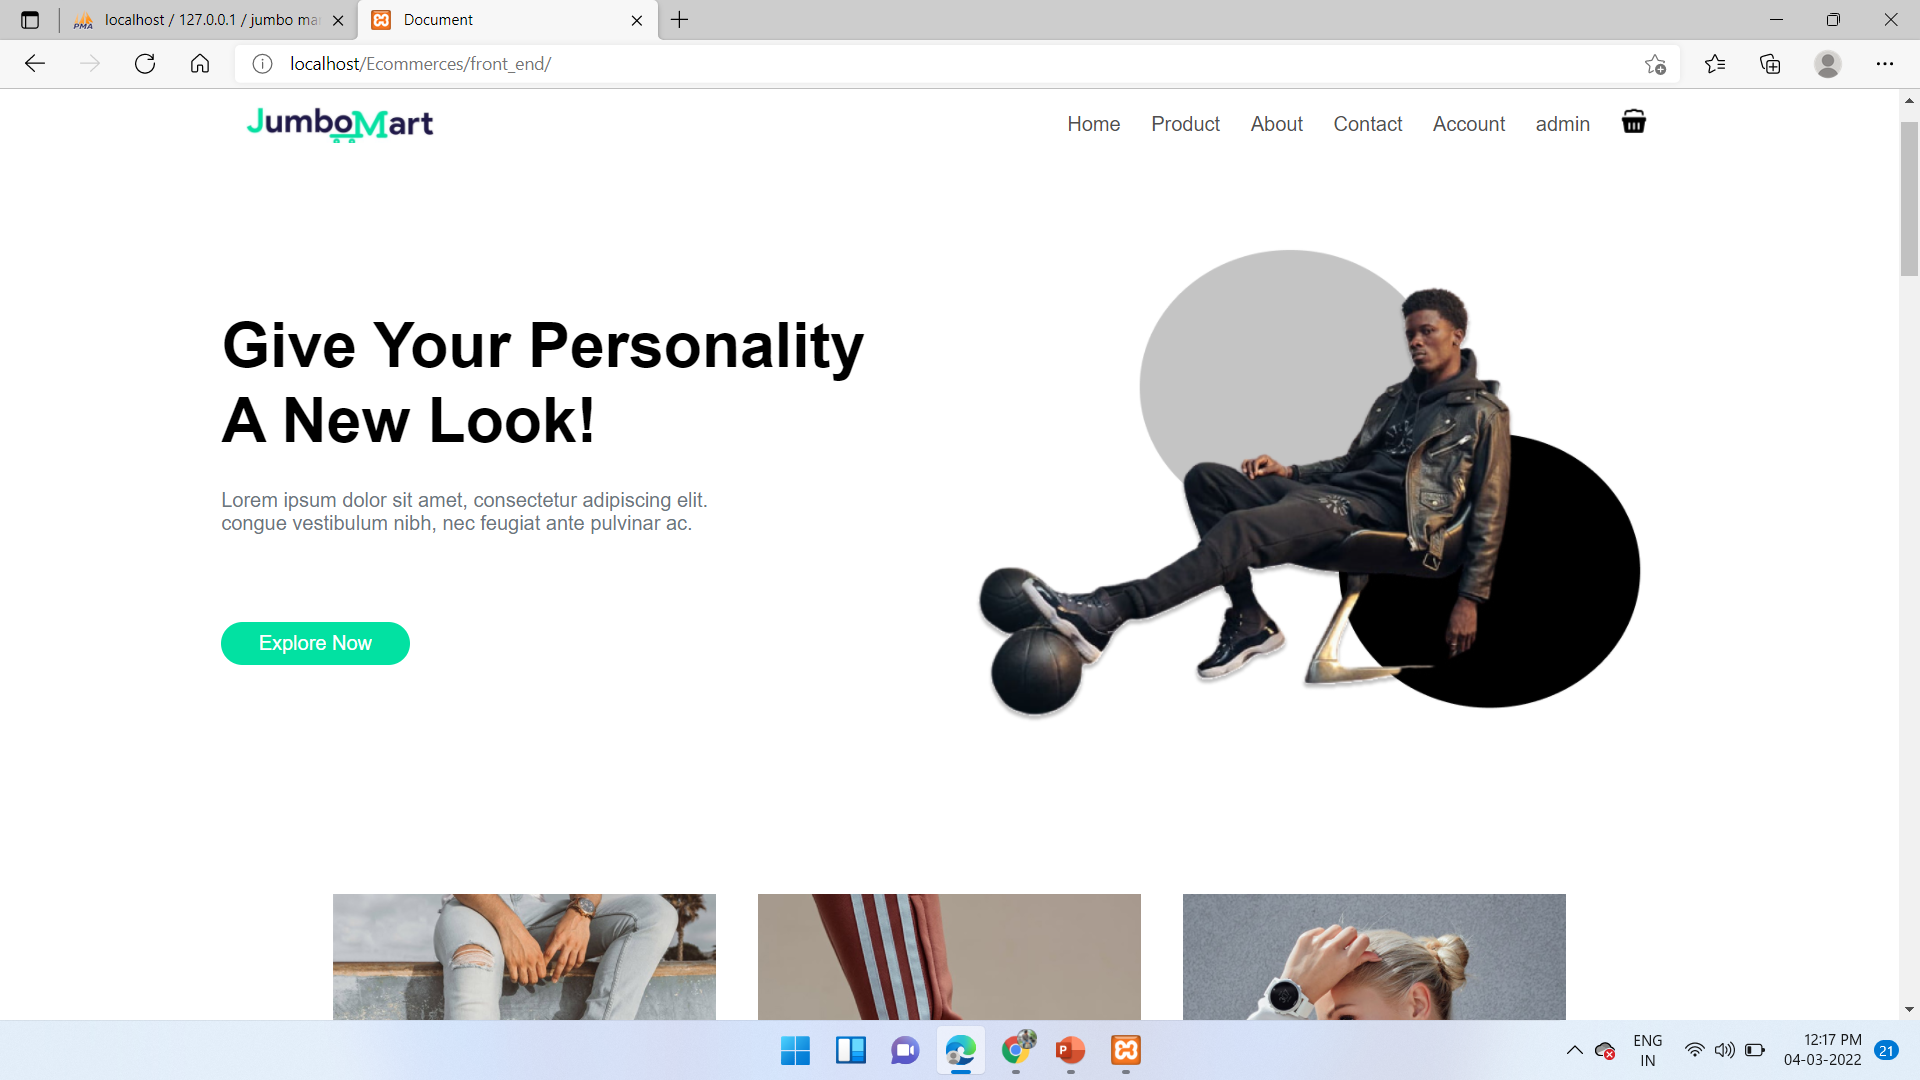 localhost / 127.0.0.1 / jumbo ma
Document
localhost/Ecommerces/front_end/
JumboMart
Home Product About Contact Account admin
Give Your Personality
A New Look!
Lorem ipsum dolor sit amet, consectetur adipiscing elit.
congue vestibulum nibh, nec feugiat ante pulvinar ac.
Explore Now
ENG
IN
12:17 PM
04-03-2022
21